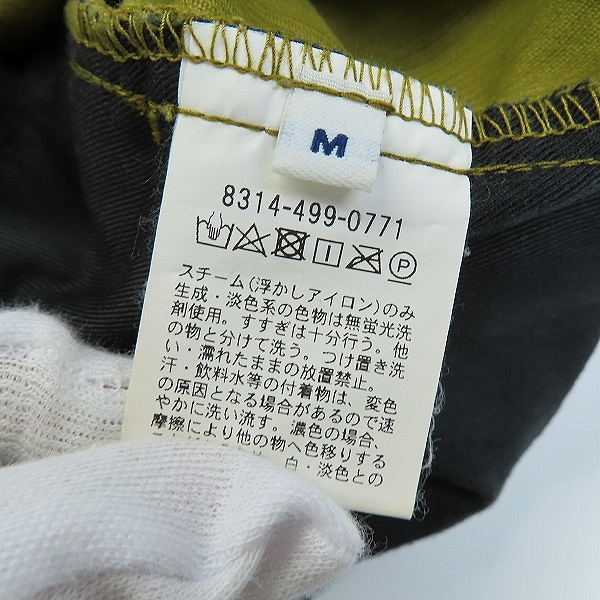 M
8314-499-0771
P
スチーム(浮かしアイロン)のみ
生成・淡色系の色物は無蛍光洗
剤使用。すすぎは十分行う。他
の物と分けて洗う。つけ置き洗
い・濡れたままの放置禁止。
汗・飲料水等の付着物は、変色
の原因となる場合があるので速
やかに洗い流す。濃色の場合、
摩擦により他の物へ色移りする
白・淡色との